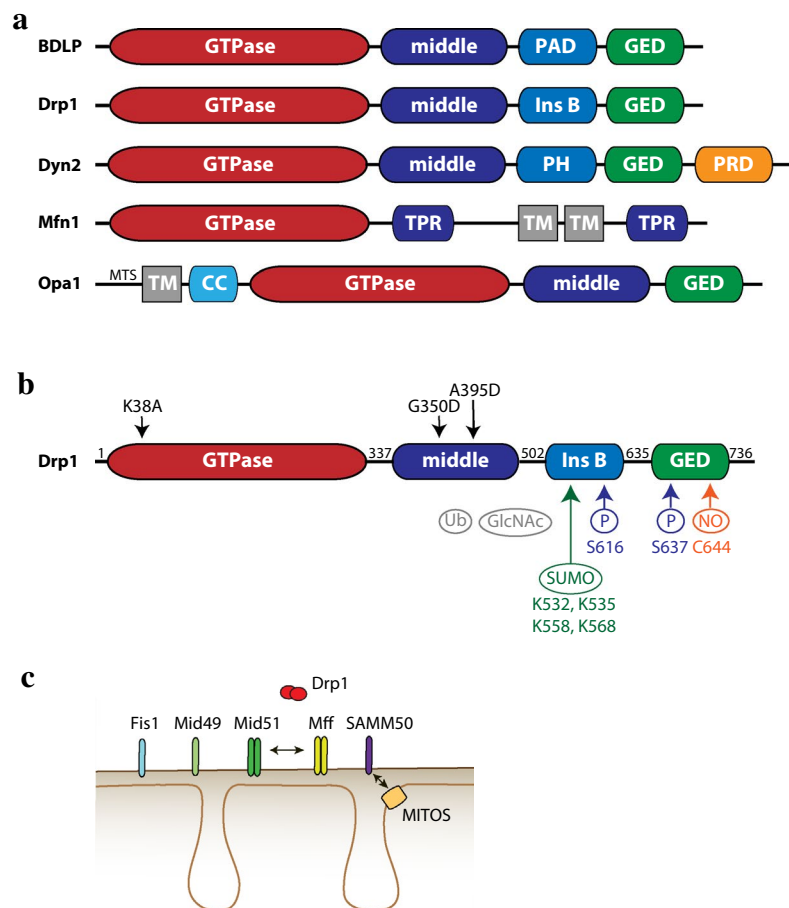 a
BDLP GTPase middle PAD GED
Drp1 GTPase middle Ins B GED
Dyn2 GTPase middle PH GED PRD
Mfn1 GTPase TPR TM TM TPR
Opa1 MTS TM CC GTPase middle GED
b
A395D
K38A G350D
Drp1 1 GTPase 337 middle 502 Ins B 635 GED 736
Ub GlcNAc P P NO
S616 S637 C644
SUMO
K532, K535
K558, K568
c
Drp1
Fis1 Mid49 Mid51 Mff SAMM50
MITOS